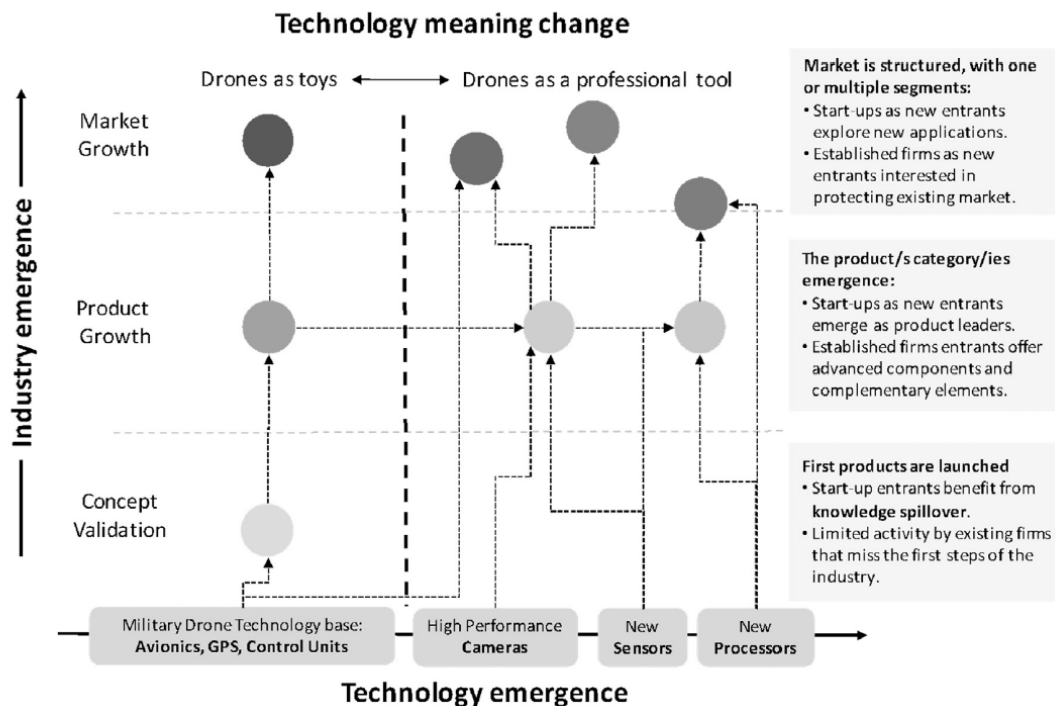 Technology meaning change
Drones as toys
Drones as a professional tool
Industry emergence
Market
Growth
Product
Growth
Concept
Validation
Market is structured, with one
or multiple segments:
• Start-ups as new entrants
explore new applications.
• Established firms as new
entrants interested in
protecting existing market.
The product/s category/ies
emergence:
• Start-ups as new entrants
emerge as product leaders.
• Established firms entrants offer
advanced components and
complementary elements.
First products are launched
• Start-up entrants benefit from
knowledge spillover.
• Limited activity by existing firms
that miss the first steps of the
industry.
Military Drone Technology base:
Avionics, GPS, Control Units
High Performance
Cameras
New
Sensors
New
Processors
Technology emergence